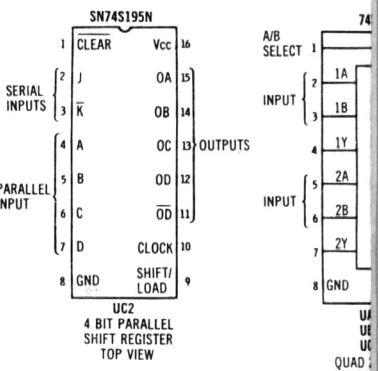 SN74S195N
1 CLEAR Vcc 16
SERIAL INPUTS
2 J OA 15
3 K OB 14
PARALLEL
INPUT
4 A OC 13 OUTPUTS
5 B OD 12
6 C OD 11
7 D CLOCK 10
8 GND SHIFT/
LOAD 9
UC2
4 BIT PARALLEL
SHIFT REGISTER
TOP VIEW
74
A/B
SELECT 1
INPUT
2 1A
3 1B
4 1Y
INPUT
5 2A
6 2B
7 2Y
8 GND
QUAD